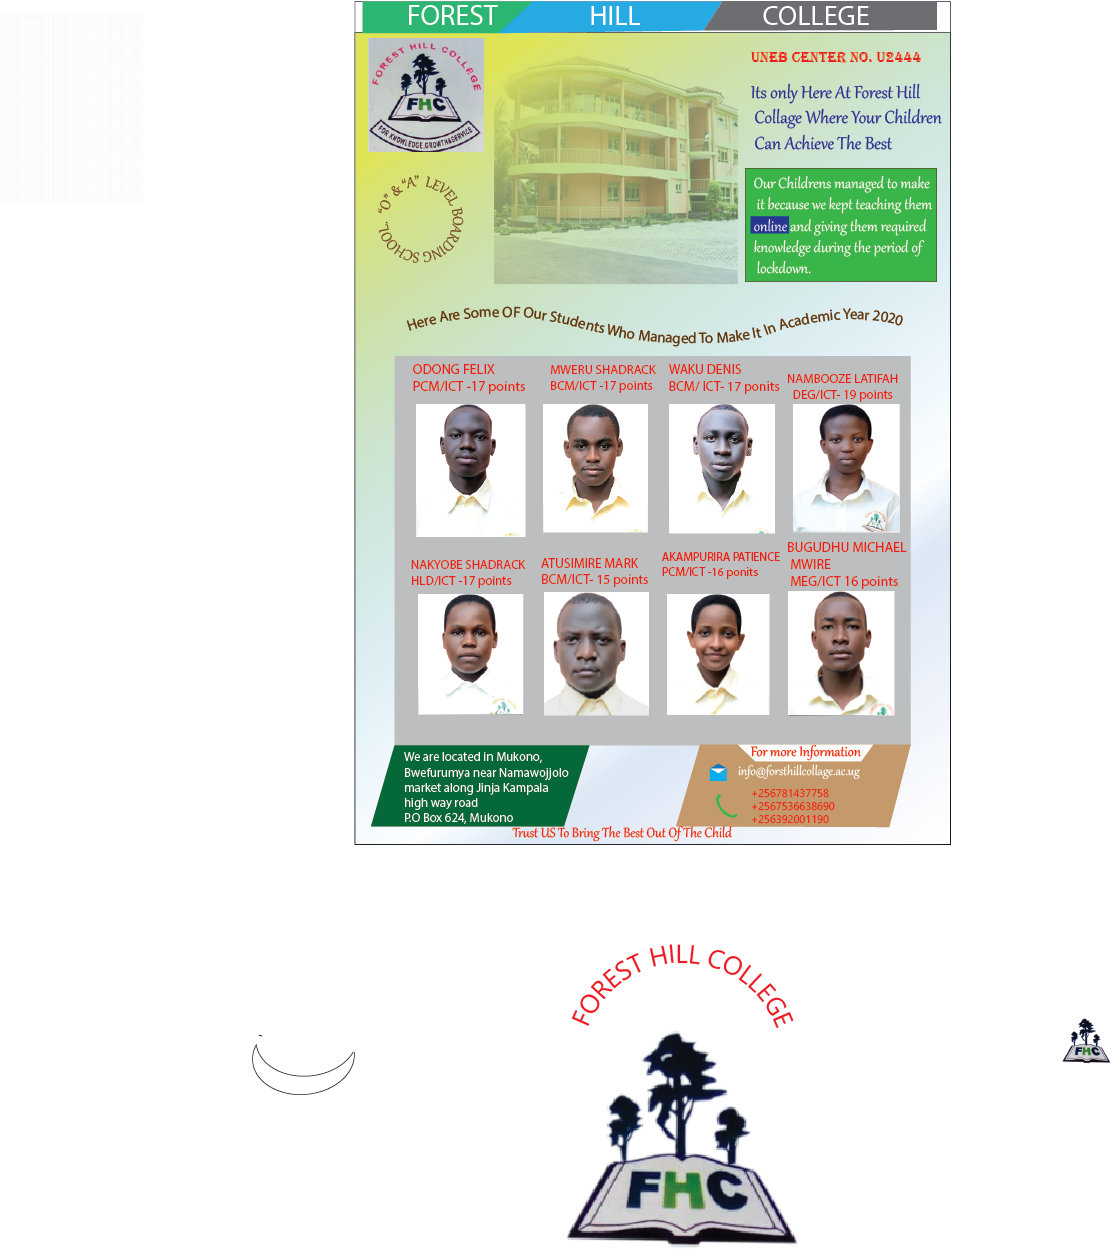 FOREST HILL COLLEGE
FOREST HILL COLLEGE
FHC
FOR KNOWLEDGE,GROWTH&SERVICE
"O" & "A" LEVEL BOARDING SCHOOL.
UNEB CENTER NO. U2444
Its only Here At Forest Hill
Collage Where Your Children
Can Achieve The Best
Our Childrens managed to make
it because we kept teaching them
online and giving them required
knowledge during the period of
lockdown.
Here Are Some OF Our Students Who Managed To Make It In Academic Year 2020
ODONG FELIX
PCM/ICT -17 points
MWERU SHADRACK
BCM/ICT -17 points
WAKU DENIS
BCM/ ICT- 17 ponits
NAMBOOZE LATIFAH
DEG/ICT- 19 points
NAKYOBE SHADRACK
HLD/ICT -17 points
ATUSIMIRE MARK
BCM/ICT- 15 points
AKAMPURIRA PATIENCE
PCM/ICT -16 ponits
BUGUDHU MICHAEL
MWIRE
MEG/ICT 16 points
We are located in Mukono,
Bwefurumya near Namawojjolo
market along Jinja Kampala
high way road
P.O Box 624, Mukono
For more Information
info@forsthillcollage.ac.ug
+256781437758
+2567536638690
+256392001190
Trust US To Bring The Best Out Of The Child
FOREST HILL COLLEGE
FHC
FHC